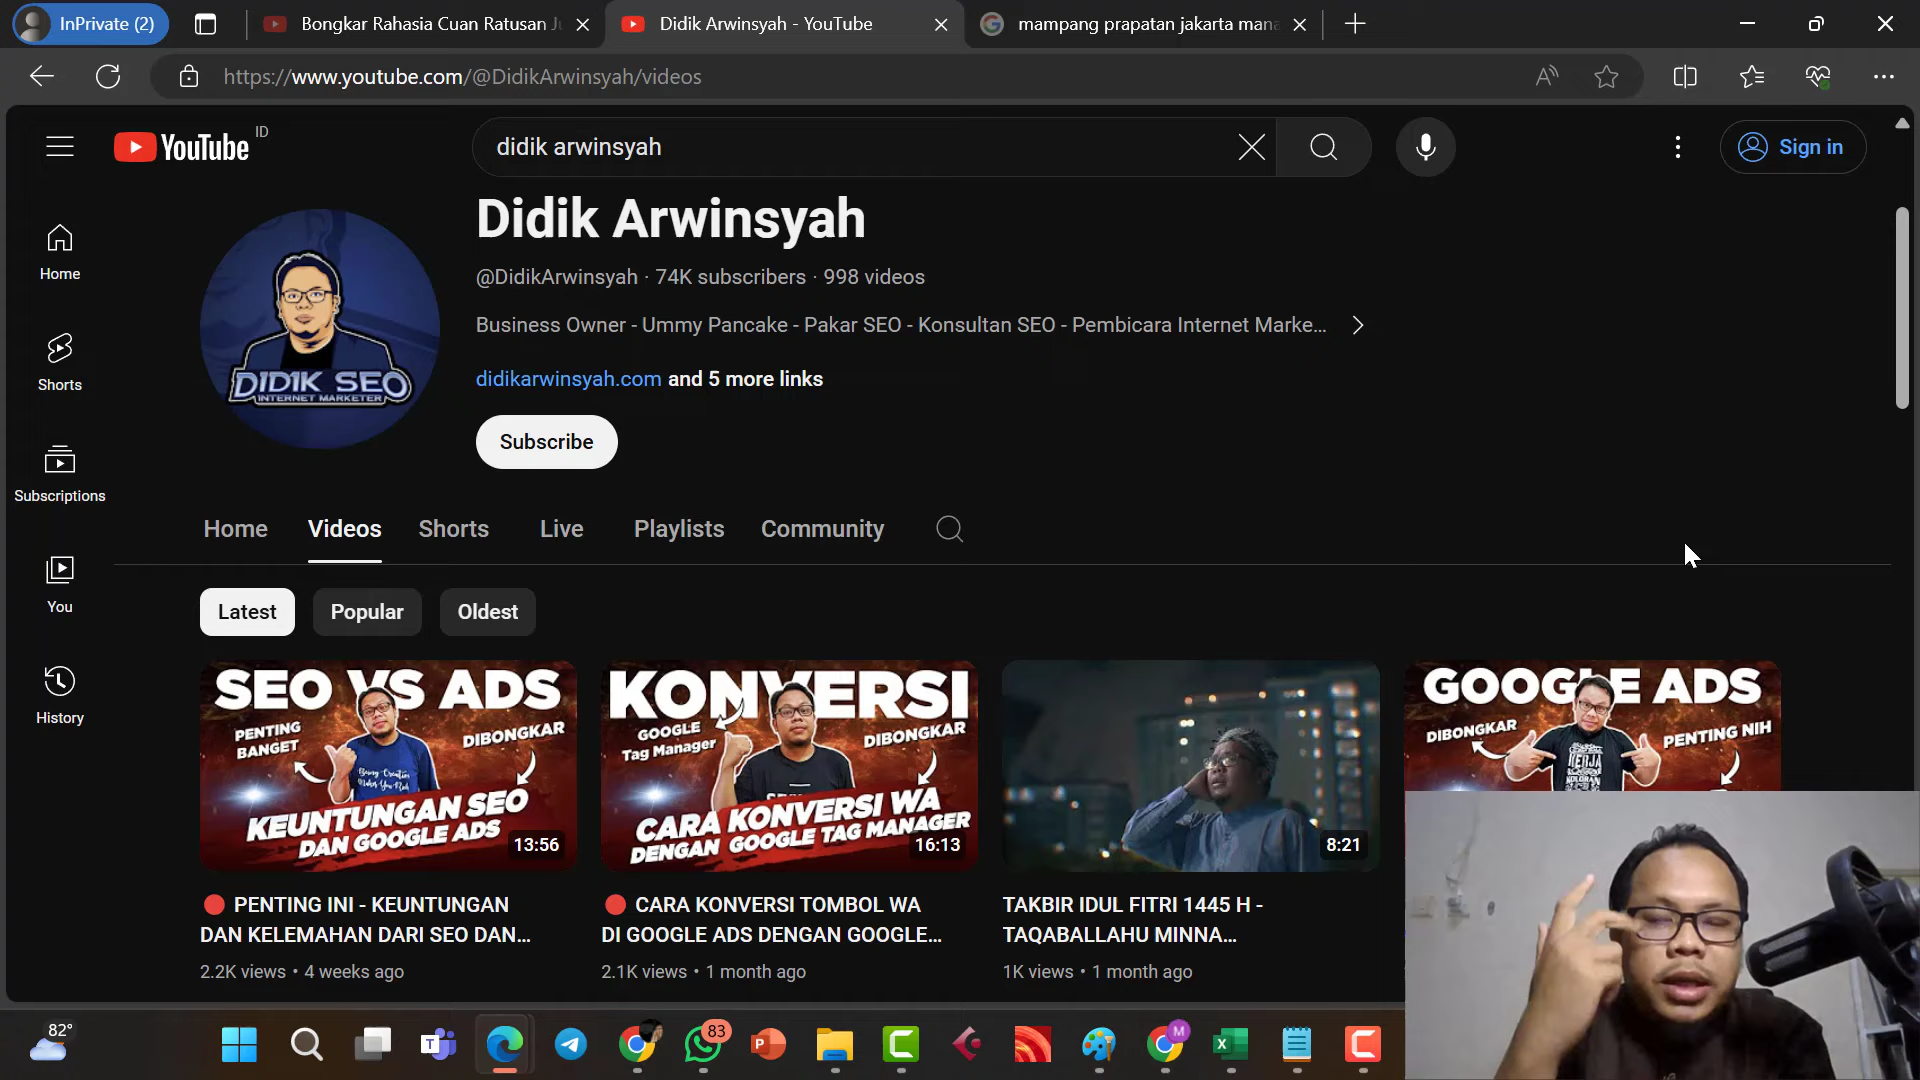 InPrivate (2)
Bongkar Rahasia Cuan Ratusan J
Didik Arwinsyah - YouTube
mampang prapatan jakarta mana
https://www.youtube.com/@DidikArwinsyah/videos
YouTube ID
didik arwinsyah
Sign in
Home
Shorts
Subscriptions
You
History
DIDIK SEO
INTERNET MARKETER
Didik Arwinsyah
@DidikArwinsyah · 74K subscribers · 998 videos
Business Owner - Ummy Pancake - Pakar SEO - Konsultan SEO - Pembicara Internet Marke...
didikarwinsyah.com and 5 more links
Subscribe
Home Videos Shorts Live Playlists Community
Latest Popular Oldest
SEO VS ADS
PENTING
BANGET
DIBONGKAR
KEUNTUNGAN SEO
DAN GOOGLE ADS
13:56
🔴 PENTING INI - KEUNTUNGAN
DAN KELEMAHAN DARI SEO DAN...
2.2K views • 4 weeks ago
KONVERSI
GOOGLE
Tag Manager
DIBONGKAR
CARA KONVERSI WA
DENGAN GOOGLE TAG MANAGER
16:13
🔴 CARA KONVERSI TOMBOL WA
DI GOOGLE ADS DENGAN GOOGLE...
2.1K views • 1 month ago
8:21
TAKBIR IDUL FITRI 1445 H -
TAQABALLAHU MINNA...
1K views • 1 month ago
GOOGLE ADS
DIBONGKAR
PENTING NIH
KERJA
82°
83
M